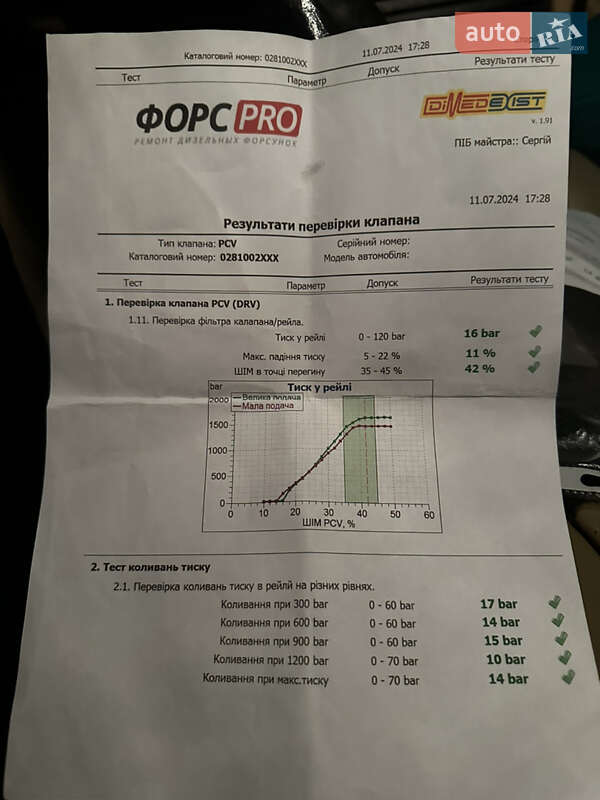 auto RIA .com
Каталоговий номер: 0281002XXX 11.07.2024 17:28
Тест Параметр Допуск Результати тесту
ФОРС PRO
РЕМОНТ ДИЗЕЛЬНЫХ ФОРСУНОК
DIMEDEXIST
v. 1.91
ПІБ майстра:: Сергій
11.07.2024 17:28
Результати перевірки клапана
Тип клапана: PCV Серійний номер:
Каталоговий номер: 0281002XXX Модель автомобіля:
Тест Параметр Допуск Результати тесту
1. Перевірка клапана PCV (DRV)
1.11. Перевірка фільтра калапана/рейла.
Тиск у рейлі 0 - 120 bar 16 bar
Макс. падіння тиску 5 - 22 % 11 %
ШІМ в точці перегину 35 - 45 % 42 %
bar Тиск у рейлі
Велика подача
Мала подача
2000
1500
1000
500
0
0 10 20 30 40 50 60
ШІМ PCV, %
2. Тест коливань тиску
2.1. Перевірка коливань тиску в рейлй на різних рівнях.
Коливання при 300 bar 0 - 60 bar 17 bar
Коливання при 600 bar 0 - 60 bar 14 bar
Коливання при 900 bar 0 - 60 bar 15 bar
Коливання при 1200 bar 0 - 70 bar 10 bar
Коливання при макс.тиску 0 - 70 bar 14 bar